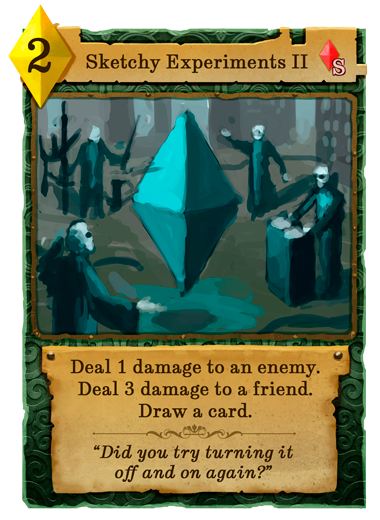 2
Sketchy Experiments II
S
Deal 1 damage to an enemy.
Deal 3 damage to a friend.
Draw a card.
“Did you try turning it
off and on again?”